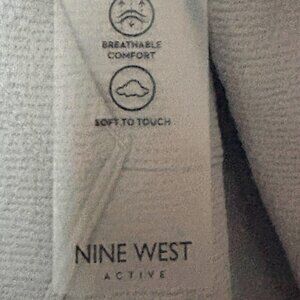 BREATHABLE
COMFORT
SOFT TO TOUCH
NINE WEST
ACTIVE